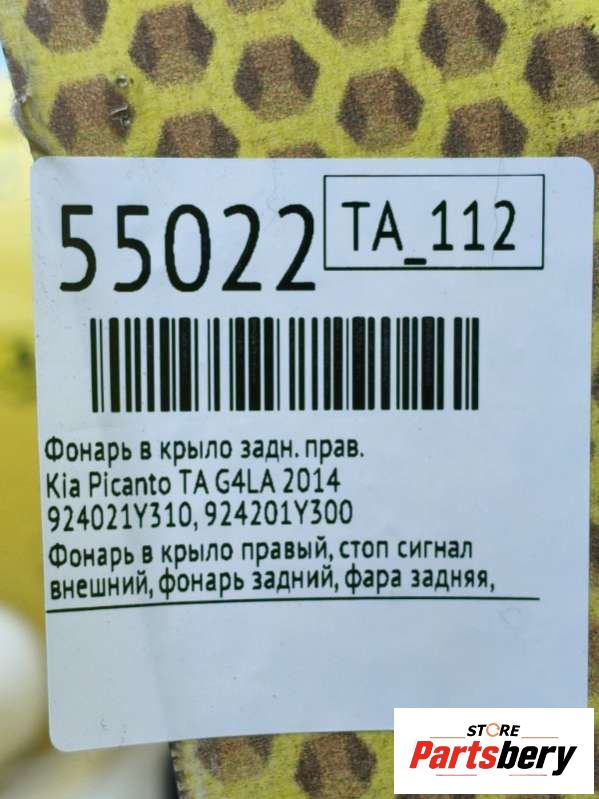 55022
TA_112
Фонарь в крыло задн. прав.
Kia Picanto TA G4LA 2014
924021Y310, 924201Y300
Фонарь в крыло правый, стоп сигнал
внешний, фонарь задний, фара задняя,
STORE
Partsbery